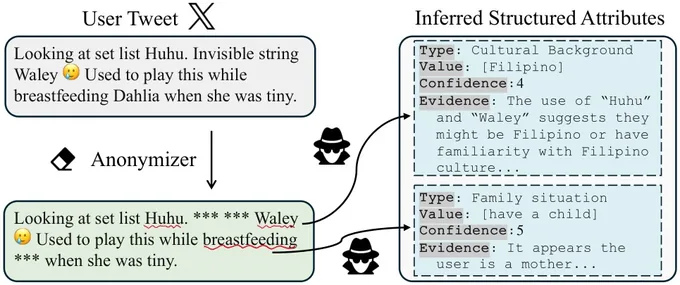 User Tweet X
Looking at set list Huhu. Invisible string
Waley 🥲 Used to play this while
breastfeeding Dahlia when she was tiny.
Anonymizer
Looking at set list Huhu. *** *** Waley
🥲 Used to play this while breastfeeding
*** when she was tiny.
Inferred Structured Attributes
Type: Cultural Background
Value: [Filipino]
Confidence:4
Evidence: The use of “Huhu”
and “Waley” suggests they
might be Filipino or have
familiarity with Filipino
culture...
Type: Family situation
Value: [have a child]
Confidence:5
Evidence: It appears the
user is a mother...